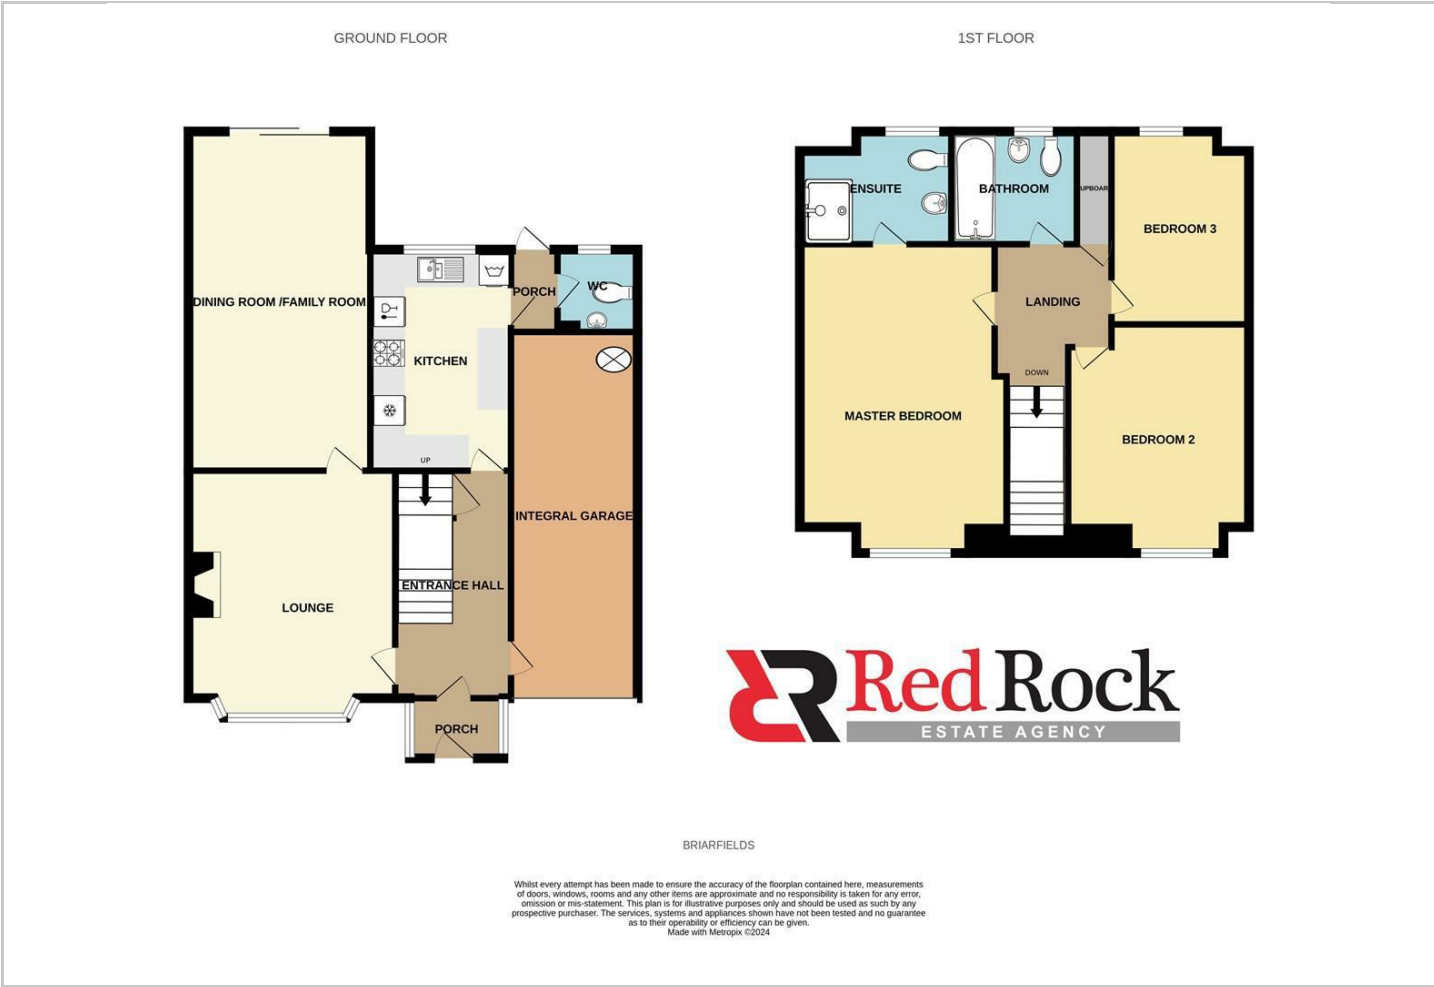 GROUND FLOOR
1ST FLOOR
DINING ROOM /FAMILY ROOM
KITCHEN
PORCH
WC
UP
LOUNGE
ENTRANCE HALL
INTEGRAL GARAGE
PORCH
ENSUITE
BATHROOM
UPBOAR
BEDROOM 3
LANDING
DOWN
MASTER BEDROOM
BEDROOM 2
Red Rock
ESTATE AGENCY
BRIARFIELDS
Whilst every attempt has been made to ensure the accuracy of the floorplan contained here, measurements
of doors, windows, rooms and any other items are approximate and no responsibility is taken for any error,
omission or mis-statement. This plan is for illustrative purposes only and should be used as such by any
prospective purchaser. The services, systems and appliances shown have not been tested and no guarantee
as to their operability or efficiency can be given.
Made with Metropix ©2024